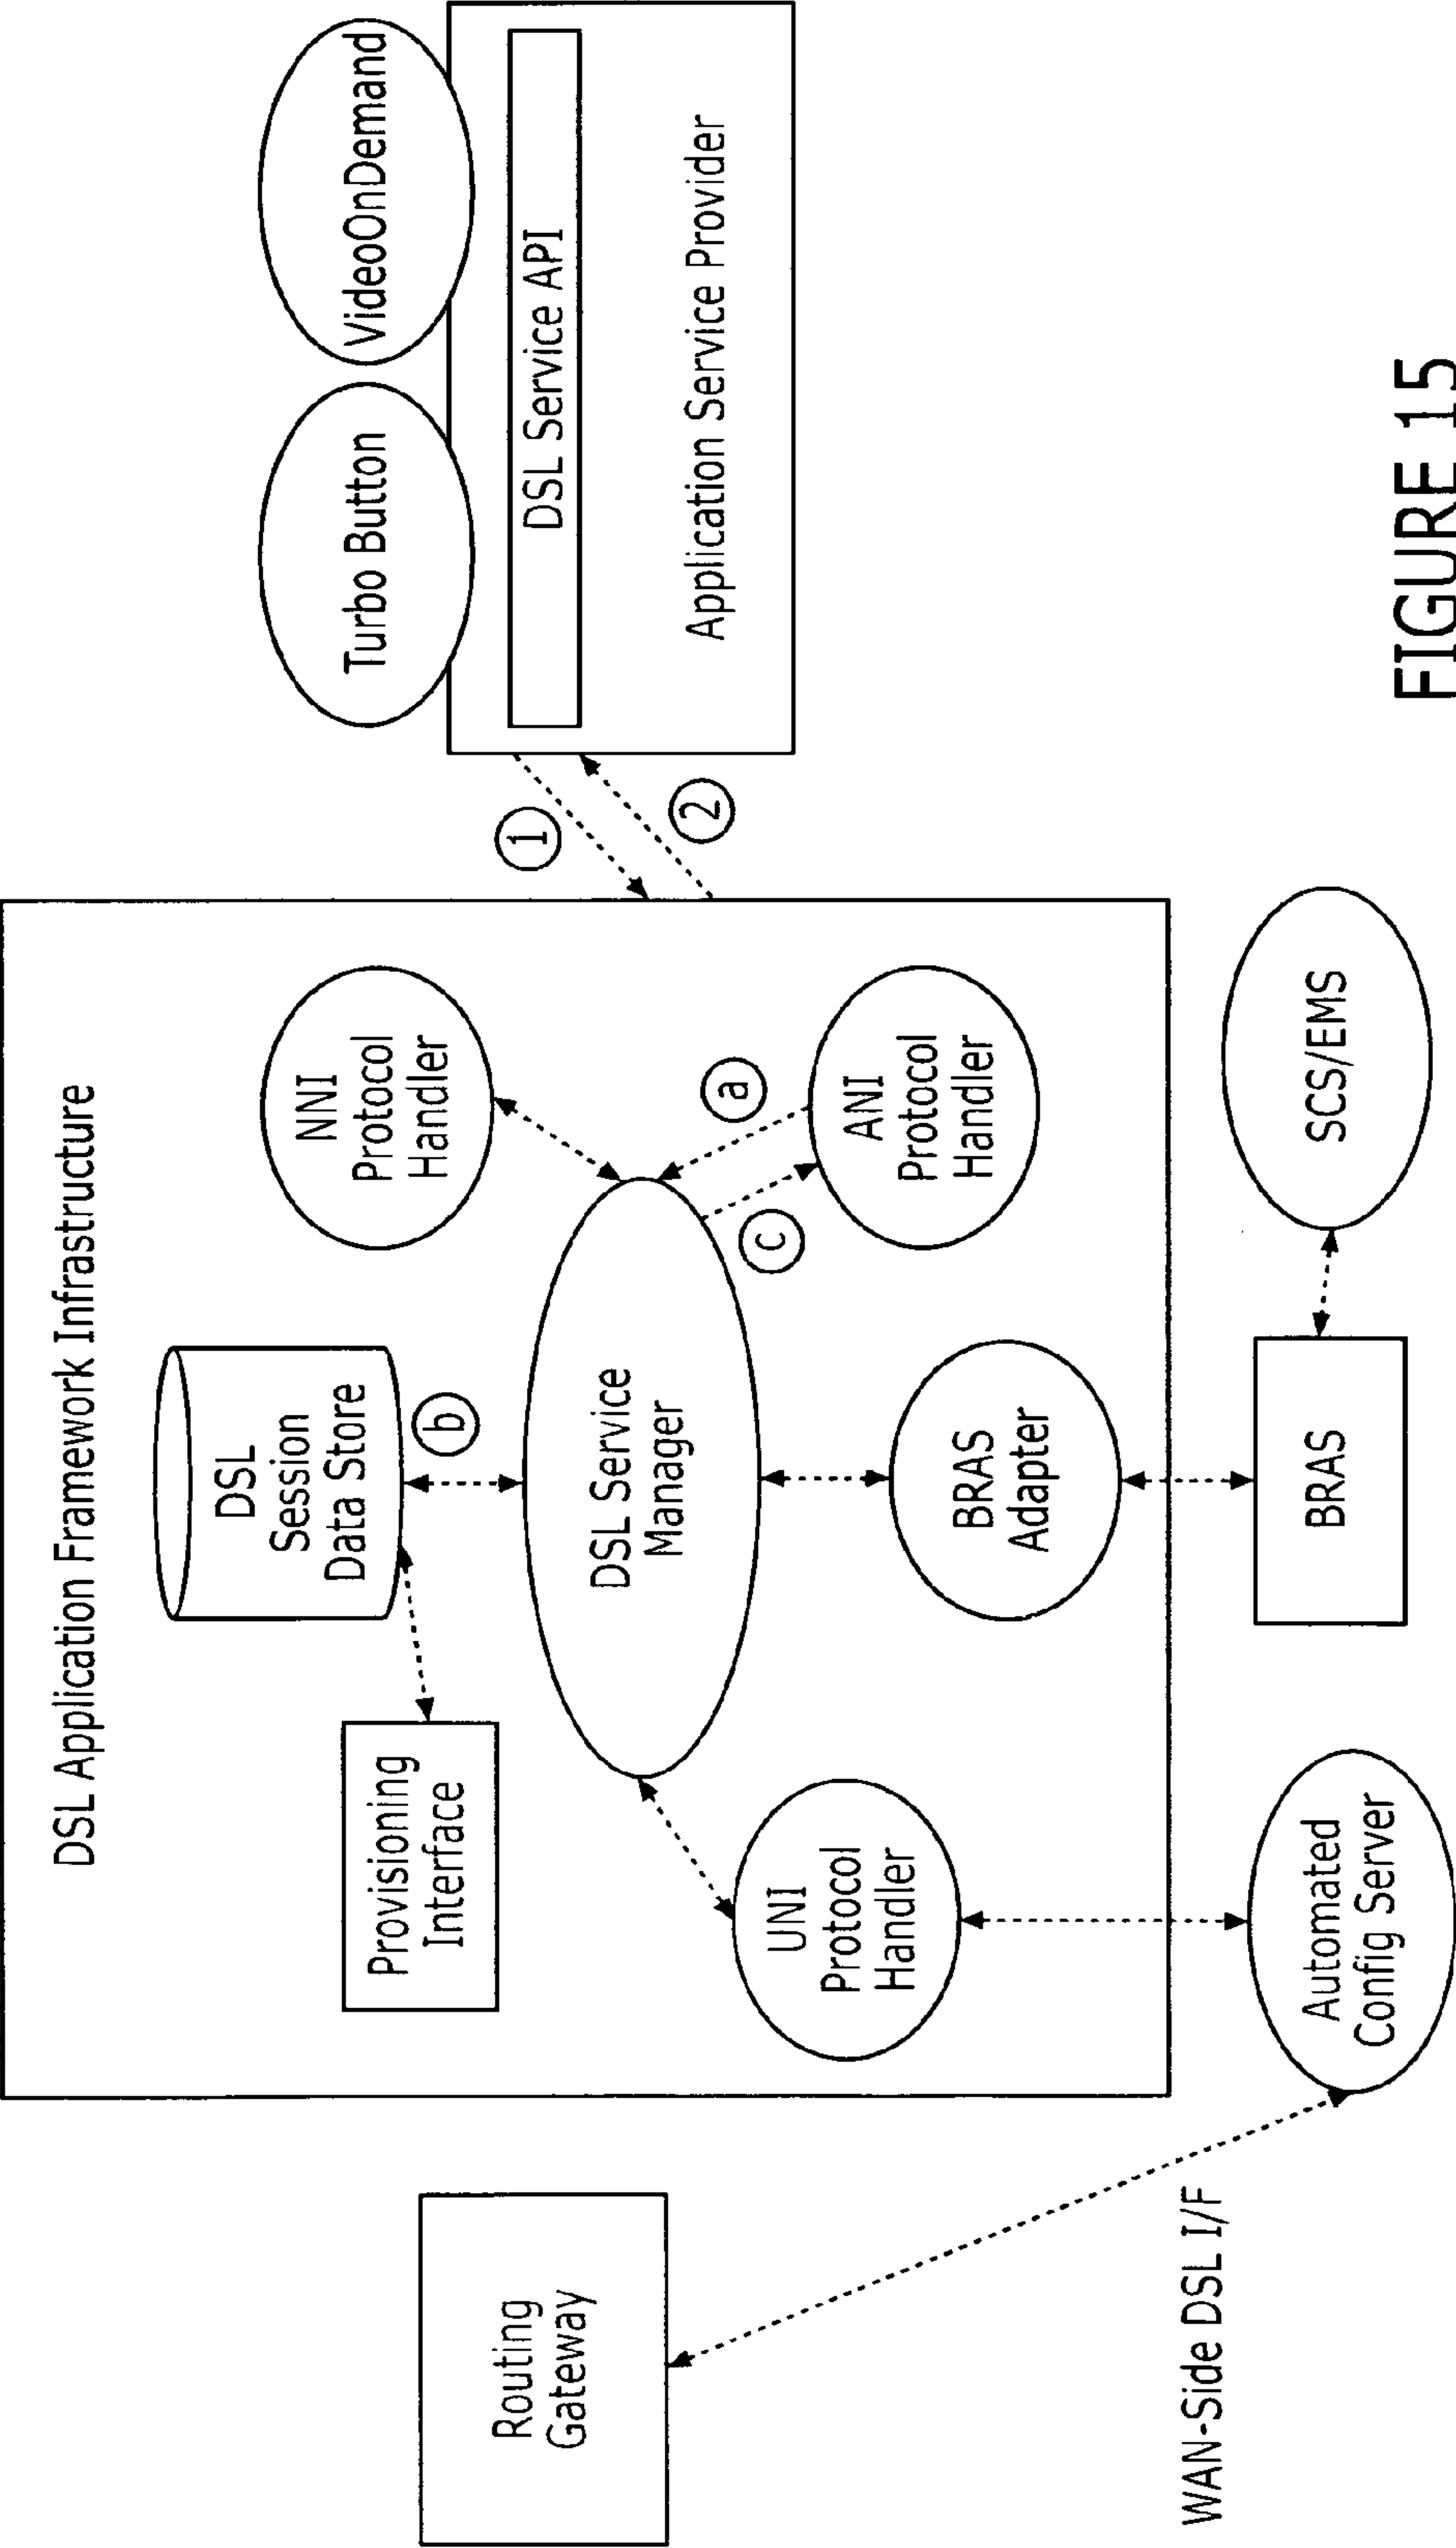 DSL Application Framework Infrastructure
Turbo Button
VideoOnDemand
DSL Service API
Application Service Provider
1
2
Provisioning
Interface
DSL
Session
Data Store
b
NNI
Protocol
Handler
DSL Service
Manager
a
c
ANI
Protocol
Handler
UNI
Protocol
Handler
BRAS
Adapter
Routing
Gateway
WAN-Side DSL I/F
Automated
Config Server
BRAS
SCS/EMS
FIGURE 15